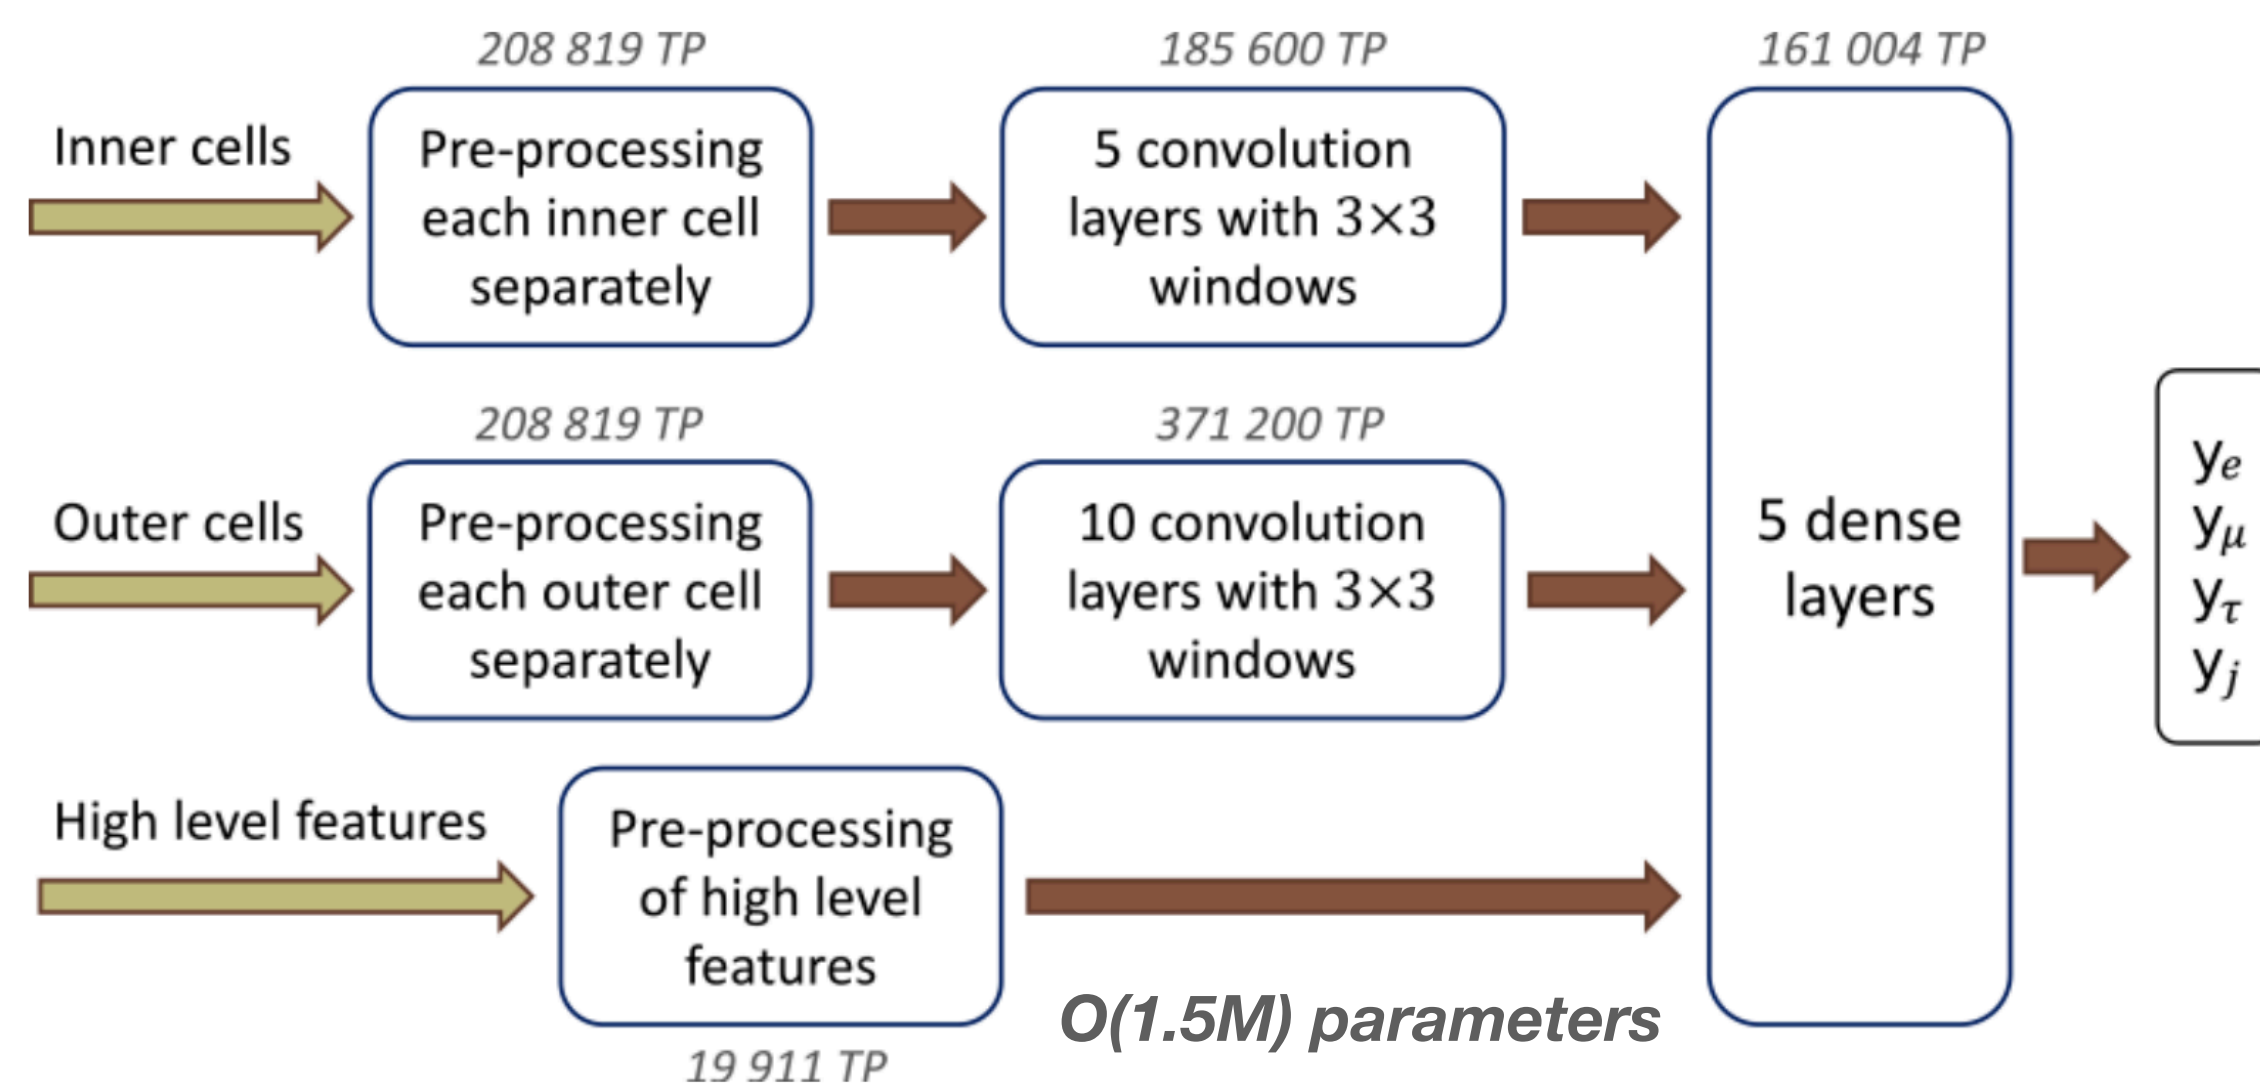 208 819 TP
185 600 TP
161 004 TP
Inner cells
Pre-processing
each inner cell
separately
5 convolution
layers with 3×3
windows
208 819 TP
371 200 TP
Outer cells
Pre-processing
each outer cell
separately
10 convolution
layers with 3×3
windows
5 dense
layers
yₑ
y_μ
y_τ
y_j
High level features
Pre-processing
of high level
features
O(1.5M) parameters
19 911 TP